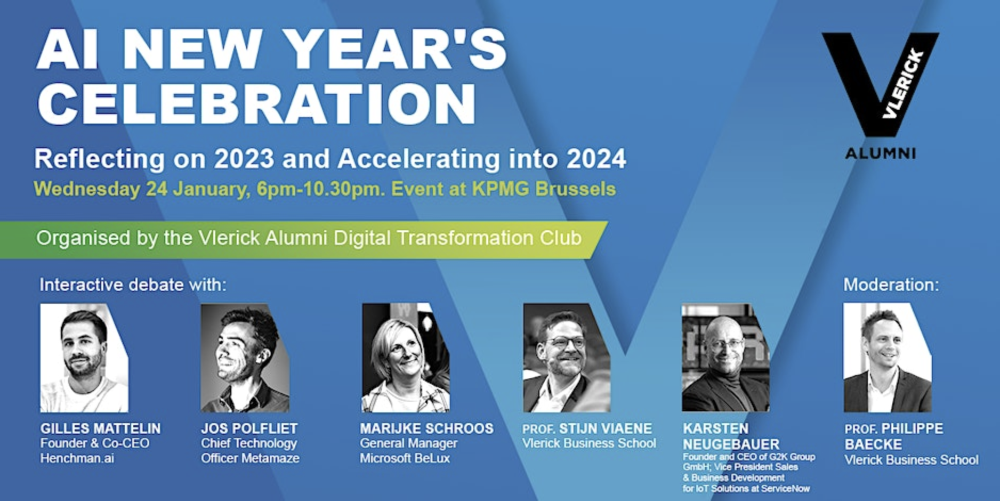 AI NEW YEAR'S
CELEBRATION
Reflecting on 2023 and Accelerating into 2024
Wednesday 24 January, 6pm-10.30pm. Event at KPMG Brussels
VLERICK
ALUMNI
Organised by the Vlerick Alumni Digital Transformation Club
Interactive debate with:
GILLES MATTELIN
Founder & Co-CEO
Henchman.ai
JOS POLFLIET
Chief Technology
Officer Metamaze
MARIJKE SCHROOS
General Manager
Microsoft BeLux
PROF. STIJN VIAENE
Vlerick Business School
KARSTEN
NEUGEBAUER
Founder and CEO of G2K Group
GmbH; Vice President Sales
& Business Development
for IoT Solutions at ServiceNow
Moderation:
PROF. PHILIPPE
BAECKE
Vlerick Business School